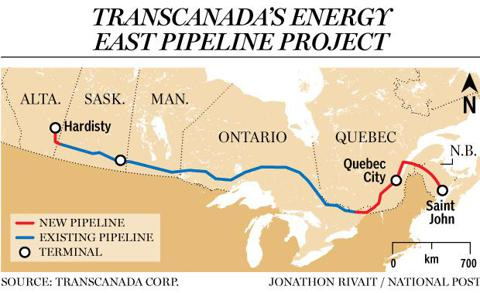 TRANSCANADA'S ENERGY
EAST PIPELINE PROJECT
ALTA.
SASK.
MAN.
N
Hardisty
ONTARIO
QUEBEC
N.B.
Quebec
City
Saint
John
NEW PIPELINE
EXISTING PIPELINE
TERMINAL
0 km 700
SOURCE: TRANSCANADA CORP.
JONATHON RIVAIT / NATIONAL POST